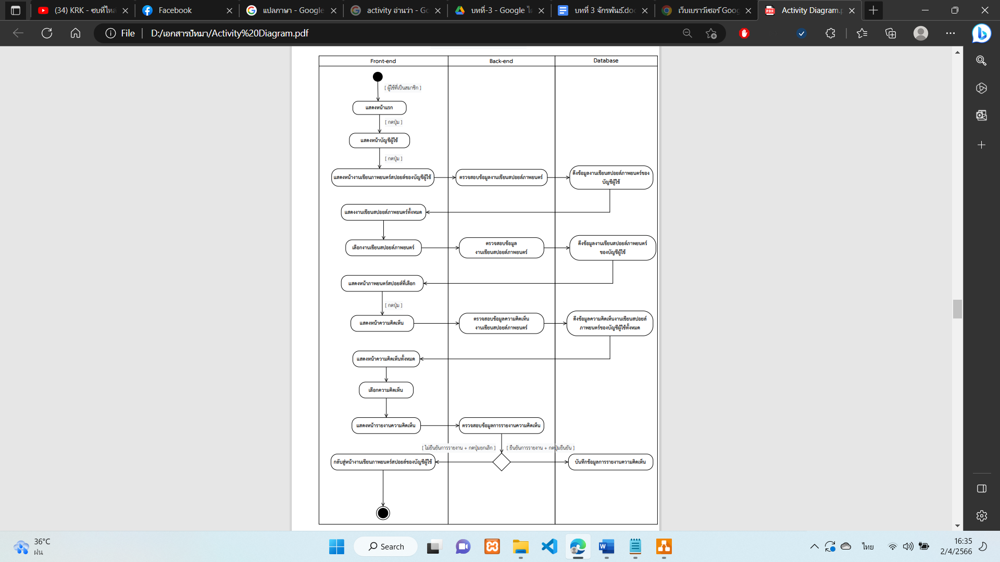 (34) KRK - ซบที่ไหล
Facebook
แปลภาษา - Google
activity อ่านว่า - Go
บทที่-3 - Google ไ
บทที่ 3 จักรพันธ์.doc
เว็บเบราว์เซอร์ Goog
Activity Diagram.p
File
D:/เอกสารปัทมา/Activity%20Diagram.pdf
Front-end
Back-end
Database
[ ผู้ใช้ที่เป็นสมาชิก ]
แสดงหน้าแรก
[ กดปุ่ม ]
แสดงหน้าบัญชีผู้ใช้
[ กดปุ่ม ]
แสดงหน้างานเขียนภาพยนตร์สปอยล์ของบัญชีผู้ใช้
ตรวจสอบข้อมูลงานเขียนสปอยล์ภาพยนตร์
ดึงข้อมูลงานเขียนสปอยล์ภาพยนตร์ของ
บัญชีผู้ใช้
แสดงงานเขียนสปอยล์ภาพยนตร์ทั้งหมด
เลือกงานเขียนสปอยล์ภาพยนตร์
ตรวจสอบข้อมูล
งานเขียนสปอยล์ภาพยนตร์
ดึงข้อมูลงานเขียนสปอยล์ภาพยนตร์
ของบัญชีผู้ใช้
แสดงหน้าภาพยนตร์สปอยล์ที่เลือก
[ กดปุ่ม ]
แสดงหน้าความคิดเห็น
ตรวจสอบข้อมูลความคิดเห็น
งานเขียนสปอยล์ภาพยนตร์
ดึงข้อมูลความคิดเห็นงานเขียนสปอยล์
ภาพยนตร์ของบัญชีผู้ใช้ทั้งหมด
แสดงหน้าความคิดเห็นทั้งหมด
เลือกความคิดเห็น
แสดงหน้ารายงานความคิดเห็น
ตรวจสอบข้อมูลการรายงานความคิดเห็น
[ ไม่ยืนยันการรายงาน + กดปุ่มยกเลิก ]
[ ยืนยันการรายงาน + กดปุ่มยืนยัน ]
กลับสู่หน้างานเขียนภาพยนตร์สปอยล์ของบัญชีผู้ใช้
บันทึกข้อมูลการรายงานความคิดเห็น
36°C
ฝน
Search
ไทย
16:35
2/4/2566